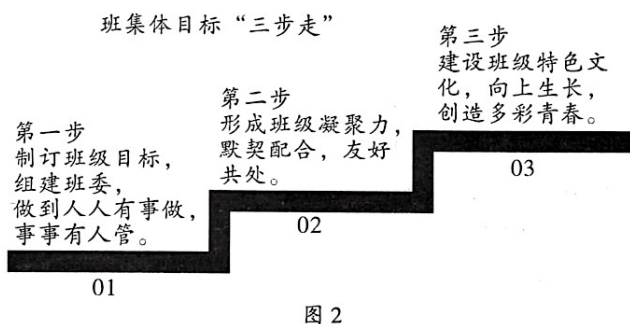 班集体目标“三步走”
第一步
制订班级目标，
组建班委，
做到人人有事做，
事事有人管。
01
第二步
形成班级凝聚力，
默契配合，友好
共处。
02
第三步
建设班级特色文
化，向上生长，
创造多彩青春。
03
图2